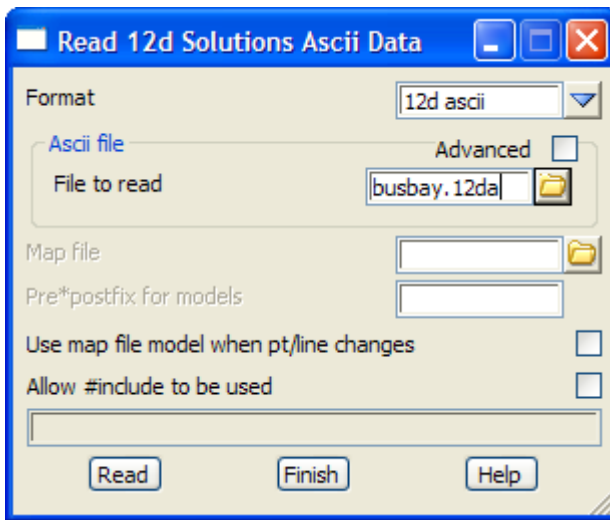 Read 12d Solutions Ascii Data
Format 12d ascii
Ascii file Advanced
File to read busbay.12da
Map file
Pre*postfix for models
Use map file model when pt/line changes
Allow #include to be used
Read Finish Help